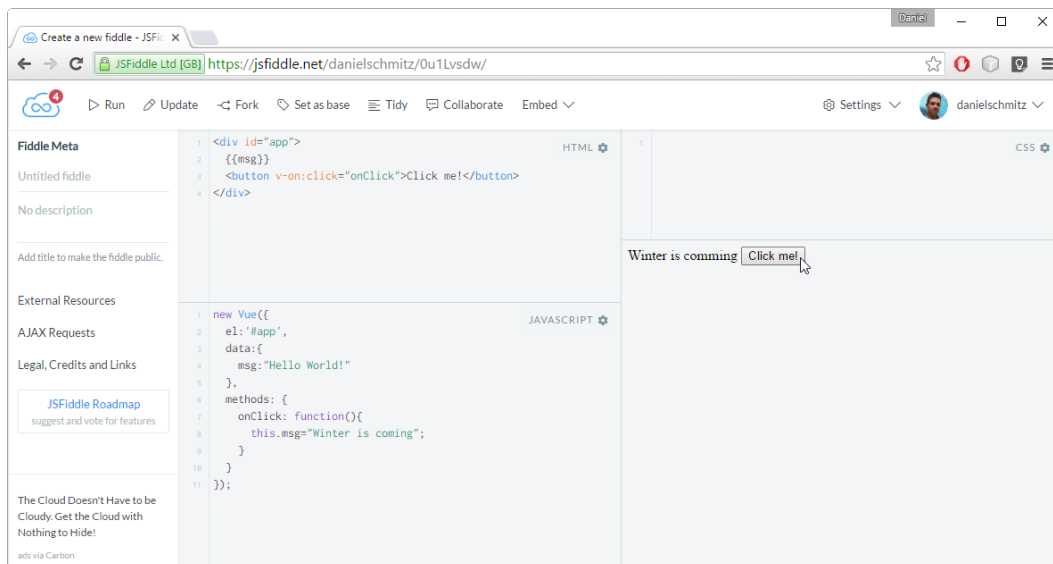 Daniel
Create a new fiddle - JSFid
JSFiddle Ltd [GB] https://jsfiddle.net/danielschmitz/0u1Lvsdw/
4
Run Update Fork Set as base Tidy Collaborate Embed Settings danielschmitz
Fiddle Meta
Untitled fiddle
No description
Add title to make the fiddle public.
External Resources
AJAX Requests
Legal, Credits and Links
JSFiddle Roadmap
suggest and vote for features
The Cloud Doesn't Have to be
Cloudy. Get the Cloud with
Nothing to Hide!
ads via Carbon
HTML
1 <div id="app">
2 {{msg}}
3 <button v-on:click="onClick">Click me!</button>
4 </div>
JAVASCRIPT
1 new Vue({
2 el:'#app',
3 data:{
4 msg:"Hello World!"
5 },
6 methods: {
7 onClick: function(){
8 this.msg="Winter is coming";
9 }
10 }
11 });
1
CSS
Winter is comming Click me!